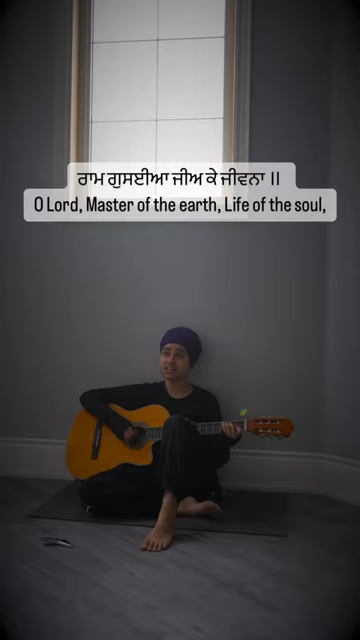 ਰਾਮ ਗੁਸਈਆ ਜੀਅ ਕੇ ਜੀਵਨਾ ॥
O Lord, Master of the earth, Life of the soul,